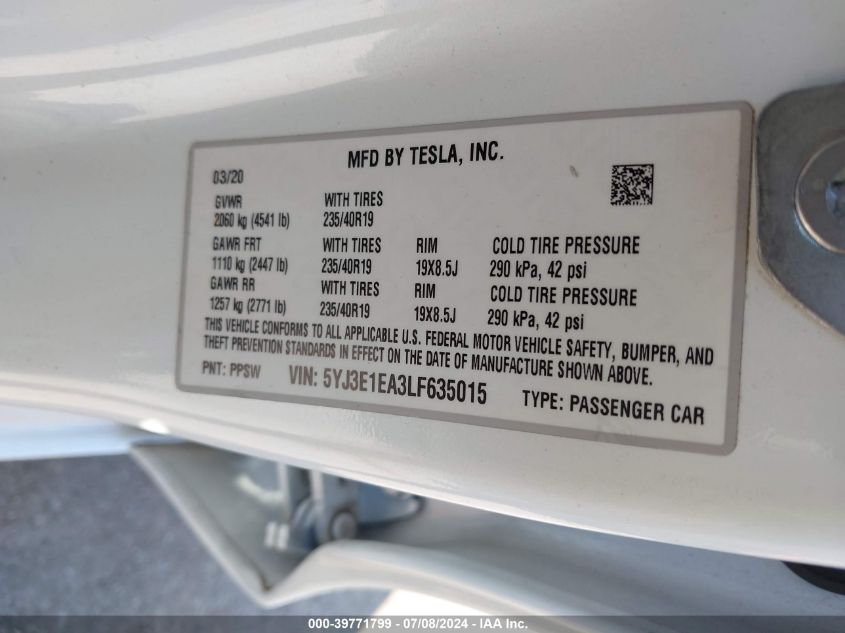 MFD BY TESLA, INC.
03/20
GVWR WITH TIRES
2060 kg (4541 lb) 235/40R19
GAWR FRT WITH TIRES RIM COLD TIRE PRESSURE
1110 kg (2447 lb) 235/40R19 19X8.5J 290 kPa, 42 psi
GAWR RR WITH TIRES RIM COLD TIRE PRESSURE
1257 kg (2771 lb) 235/40R19 19X8.5J 290 kPa, 42 psi
THIS VEHICLE CONFORMS TO ALL APPLICABLE U.S. FEDERAL MOTOR VEHICLE SAFETY, BUMPER, AND
THEFT PREVENTION STANDARDS IN EFFECT ON THE DATE OF MANUFACTURE SHOWN ABOVE.
PNT: PPSW VIN: 5YJ3E1EA3LF635015 TYPE: PASSENGER CAR
000-39771799 - 07/08/2024 - IAA Inc.